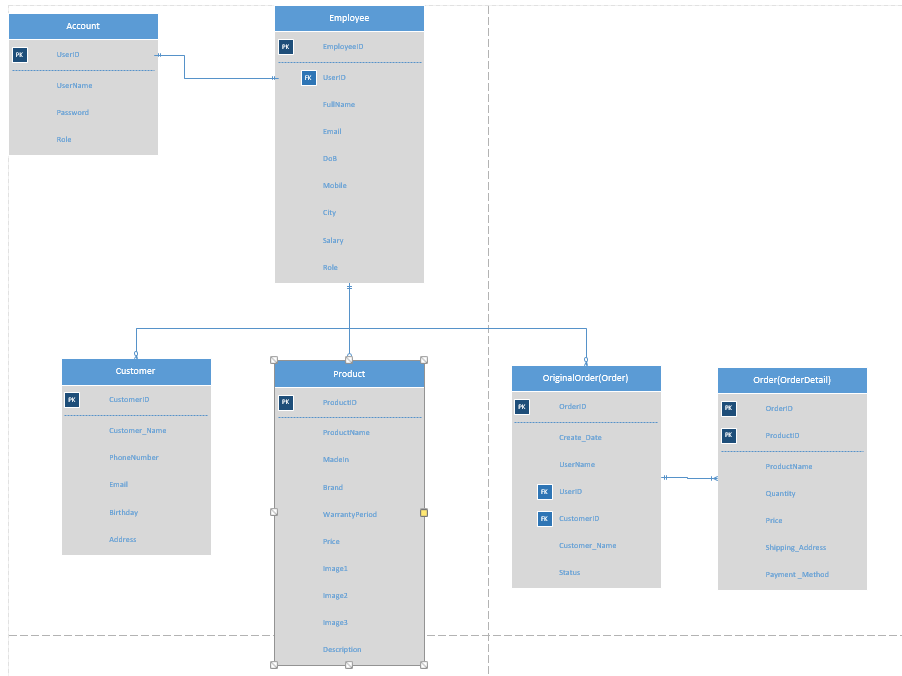 Account
PK UserID
UserName
Password
Role
Employee
PK EmployeeID
FK UserID
FullName
Email
DoB
Mobile
City
Salary
Role
Customer
PK CustomerID
Customer_Name
PhoneNumber
Email
Birthday
Address
Product
PK ProductID
ProductName
MadeIn
Brand
WarrantyPeriod
Price
Image1
Image2
Image3
Description
OriginalOrder(Order)
PK OrderID
Create_Date
UserName
FK UserID
FK CustomerID
Customer_Name
Status
Order(OrderDetail)
PK OrderID
PK ProductID
ProductName
Quantity
Price
Shipping_Address
Payment _Method